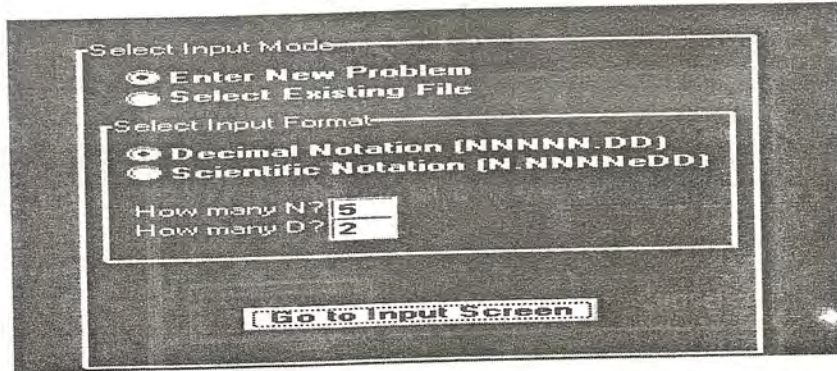 Select Input Mode
Enter New Problem
Select Existing File
Select Input Format
Decimal Notation (NNNNN.DD)
Scientific Notation (N.NNNNeDD)
How many N? 5
How many D? 2
Go to Input Screen